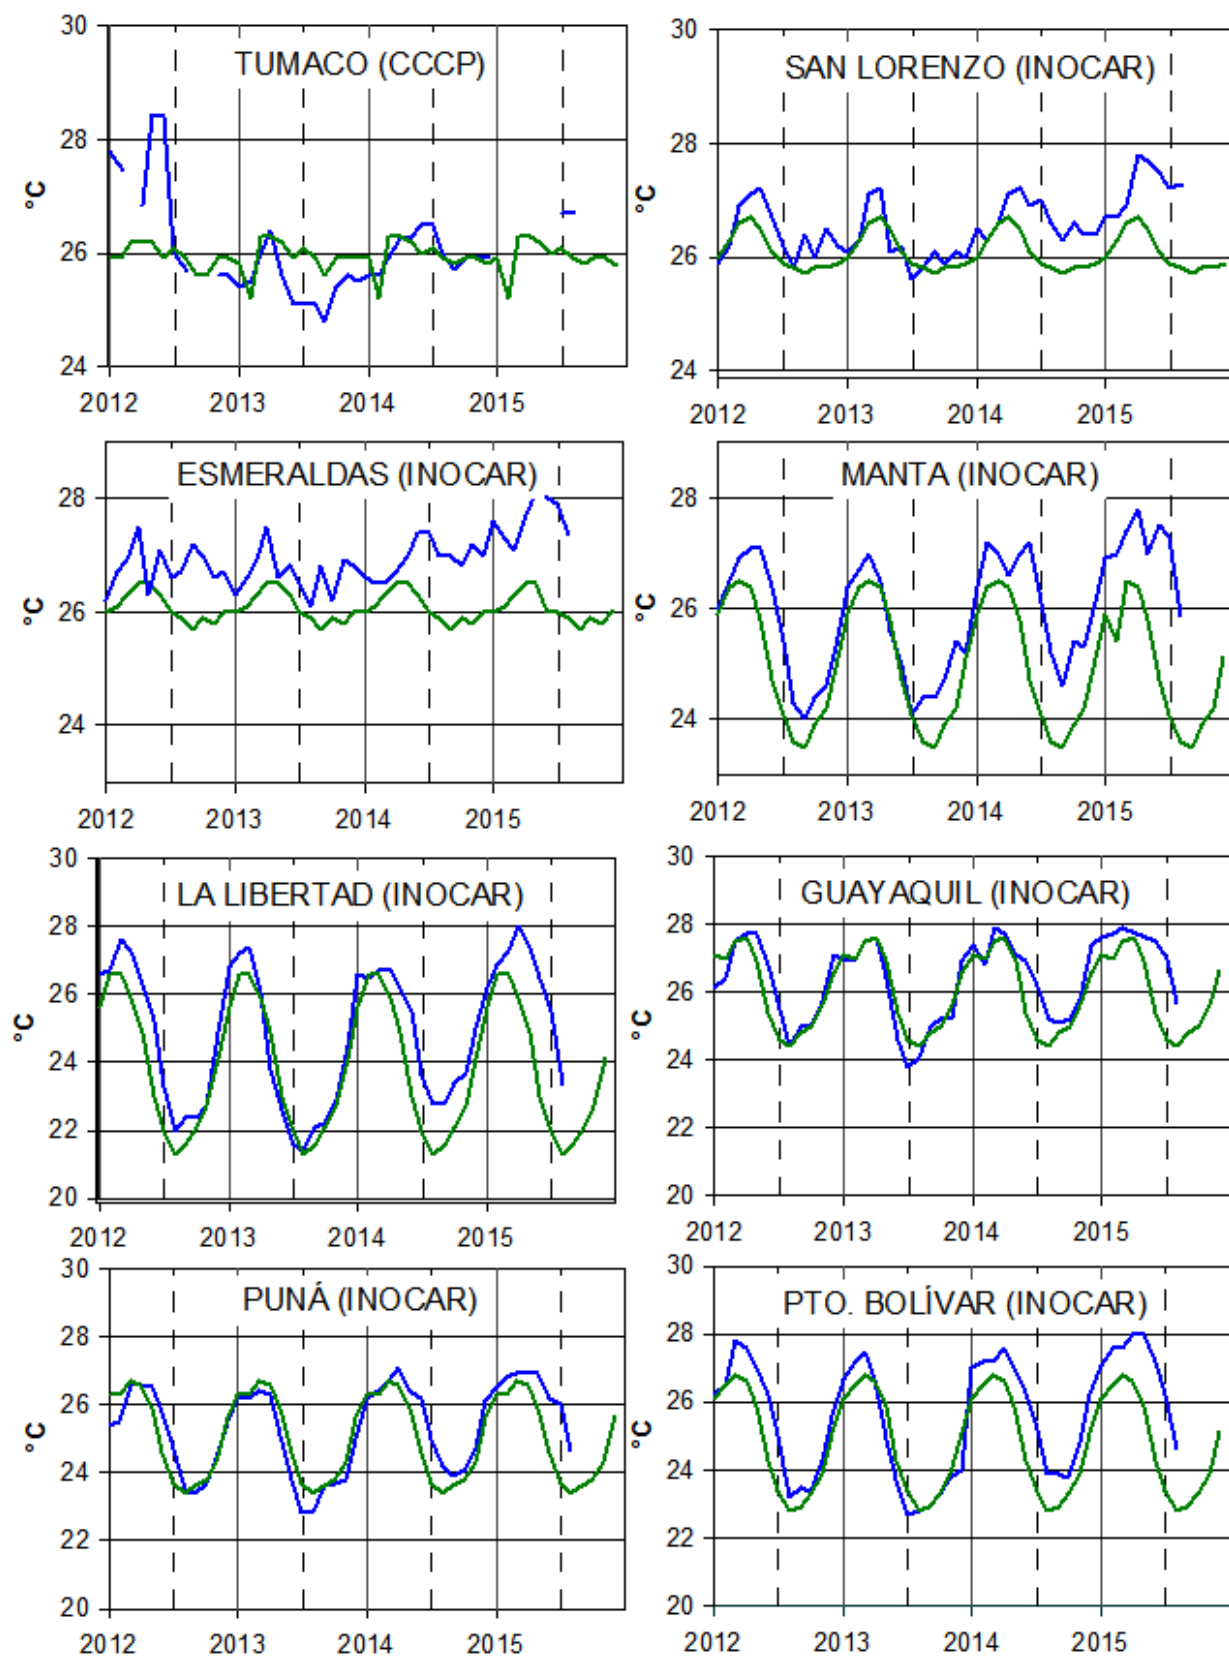 TUMACO (CCCP)
°C
30
28
26
24
2012 2013 2014 2015
SAN LORENZO (INOCAR)
°C
30
28
26
24
2012 2013 2014 2015
ESMERALDAS (INOCAR)
°C
28
26
24
2012 2013 2014 2015
MANTA (INOCAR)
°C
28
26
24
2012 2013 2014 2015
LA LIBERTAD (INOCAR)
°C
30
28
26
24
22
20
2012 2013 2014 2015
GUAYAQUIL (INOCAR)
°C
30
28
26
24
22
20
2012 2013 2014 2015
PUNÁ (INOCAR)
°C
30
28
26
24
22
20
2012 2013 2014 2015
PTO. BOLÍVAR (INOCAR)
°C
30
28
26
24
22
20
2012 2013 2014 2015